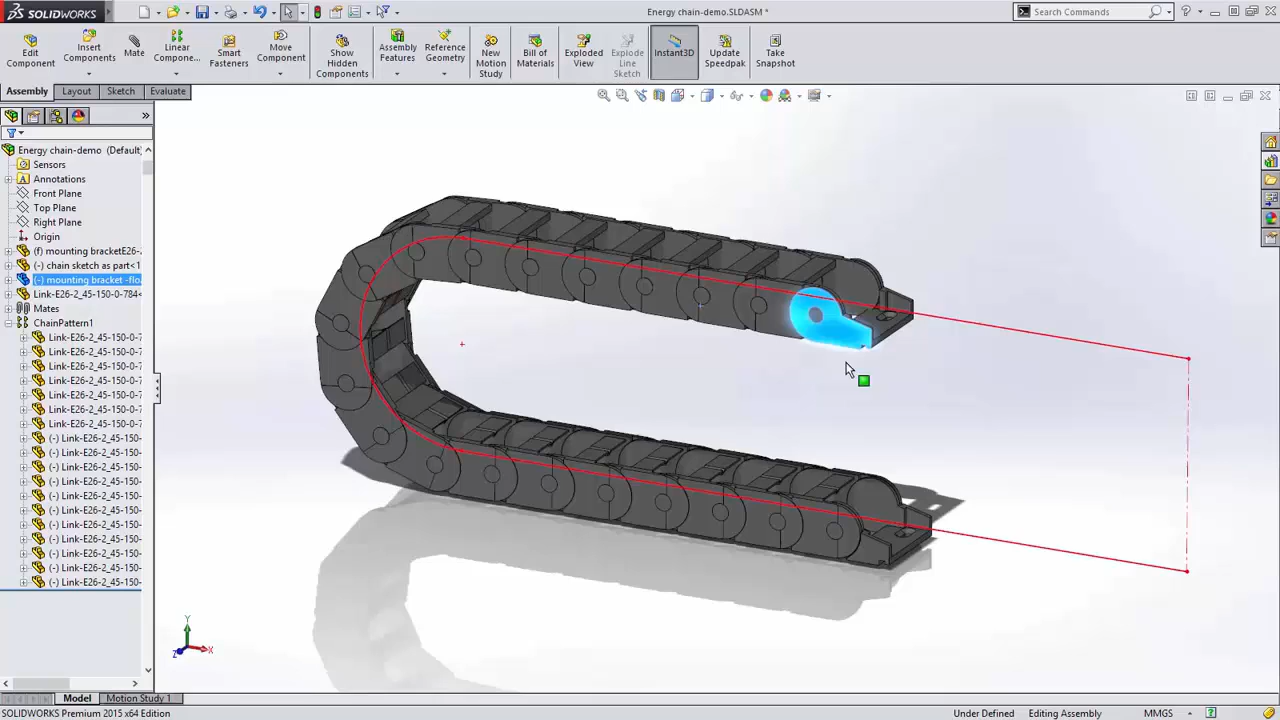 SOLIDWORKS
Energy chain-demo.SLDASM *
Search Commands
Edit Component
Insert Components
Mate
Linear Compone...
Smart Fasteners
Move Component
Show Hidden Components
Assembly Features
Reference Geometry
New Motion Study
Bill of Materials
Exploded View
Explode Line Sketch
Instant3D
Update Speedpak
Take Snapshot
Assembly
Layout
Sketch
Evaluate
Energy chain-demo (Default
Sensors
Annotations
Front Plane
Top Plane
Right Plane
Origin
(f) mounting bracketE26-
(-) chain sketch as part<1
(-) mounting bracket -flo
Link-E26-2_45-150-0-784<
Mates
ChainPattern1
Link-E26-2_45-150-0-7
Link-E26-2_45-150-0-7
Link-E26-2_45-150-0-7
Link-E26-2_45-150-0-7
Link-E26-2_45-150-0-7
Link-E26-2_45-150-0-7
Link-E26-2_45-150-0-7
(-) Link-E26-2_45-150-
(-) Link-E26-2_45-150-
(-) Link-E26-2_45-150-
(-) Link-E26-2_45-150-
(-) Link-E26-2_45-150-
(-) Link-E26-2_45-150-
(-) Link-E26-2_45-150-
(-) Link-E26-2_45-150-
(-) Link-E26-2_45-150-
(-) Link-E26-2_45-150-
(-) Link-E26-2_45-150-
Y
Z
X
Model
Motion Study 1
SOLIDWORKS Premium 2015 x64 Edition
Under Defined
Editing Assembly
MMGS